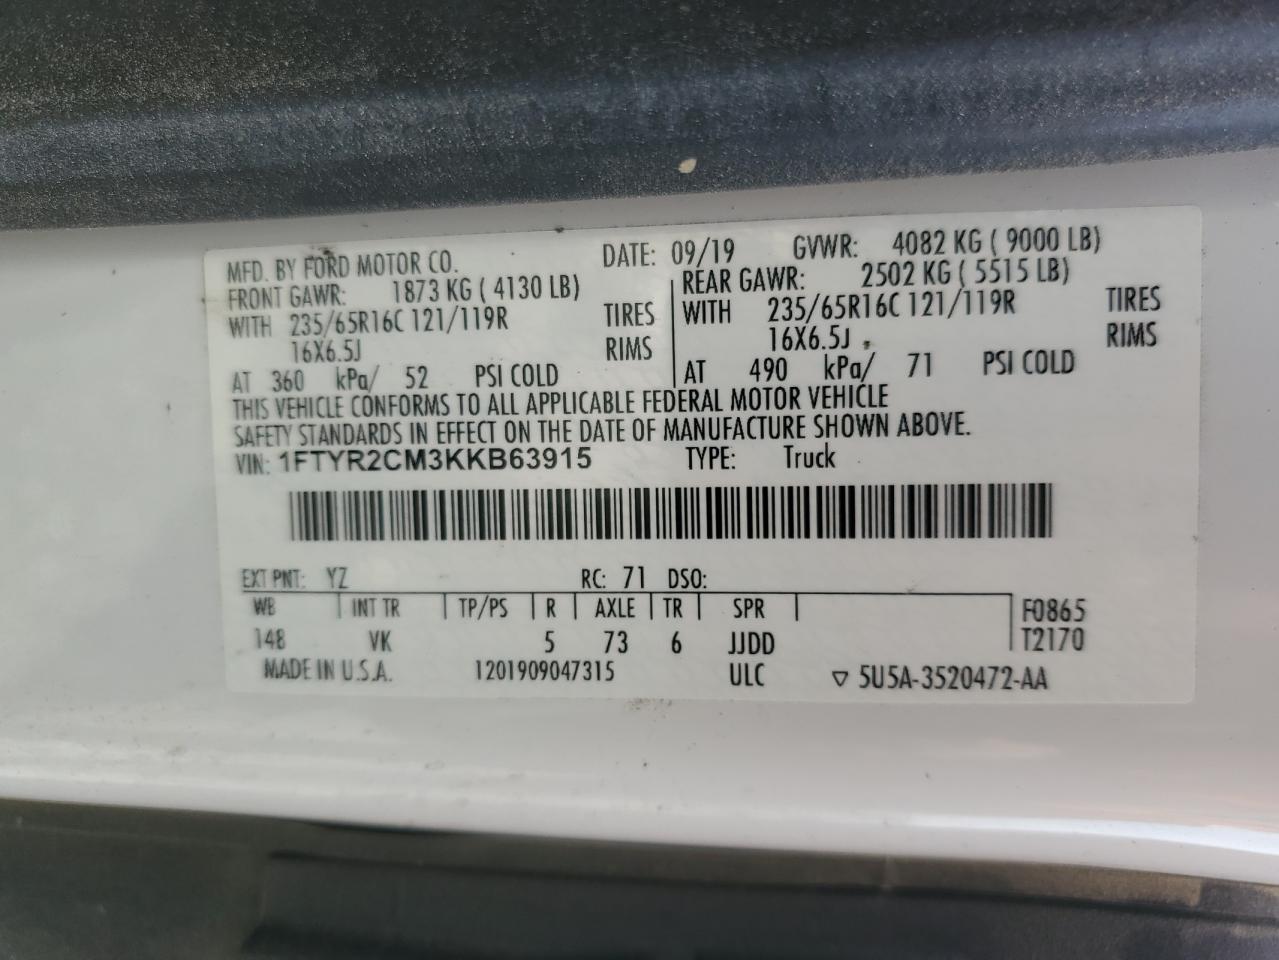 MFD. BY FORD MOTOR CO. DATE: 09/19 GVWR: 4082 KG ( 9000 LB)
FRONT GAWR: 1873 KG ( 4130 LB) REAR GAWR: 2502 KG ( 5515 LB)
WITH 235/65R16C 121/119R TIRES WITH 235/65R16C 121/119R TIRES
16X6.5J RIMS 16X6.5J RIMS
AT 360 kPa/ 52 PSI COLD AT 490 kPa/ 71 PSI COLD
THIS VEHICLE CONFORMS TO ALL APPLICABLE FEDERAL MOTOR VEHICLE
SAFETY STANDARDS IN EFFECT ON THE DATE OF MANUFACTURE SHOWN ABOVE.
VIN: 1FTYR2CM3KKB63915 TYPE: Truck
EXT PNT: YZ RC: 71 DSO:
WB INT TR TP/PS R AXLE TR SPR F0865
148 VK 5 73 6 JJDD T2170
MADE IN U.S.A. 1201909047315 ULC ▽ 5U5A-3520472-AA